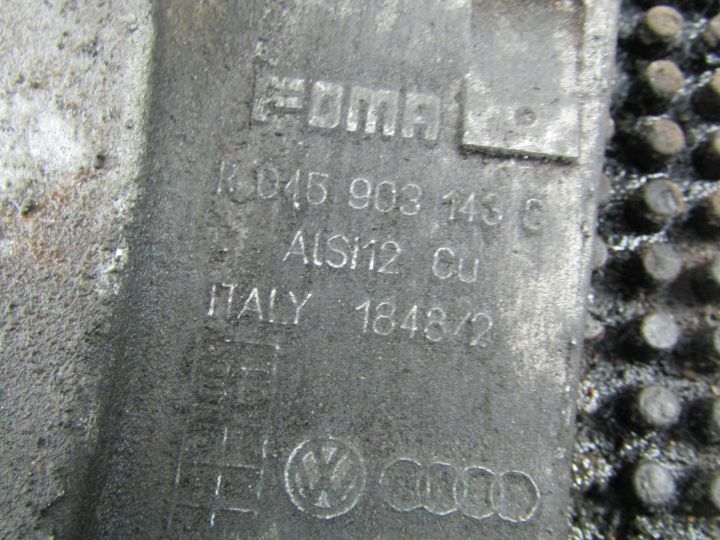 FOMA
045 903 143 G
AlSi12 Cu
ITALY 1848/2